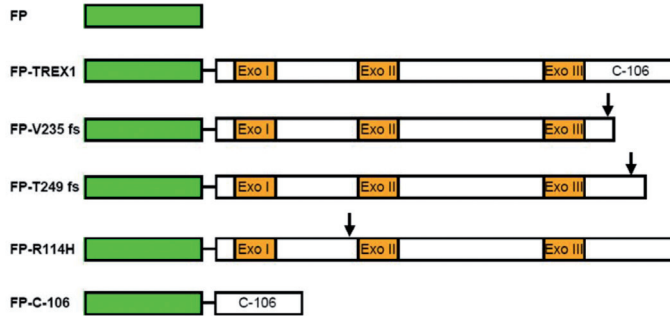 FP
FP-TREX1 Exo I Exo II Exo III C-106
FP-V235 fs Exo I Exo II Exo III
FP-T249 fs Exo I Exo II Exo III
FP-R114H Exo I Exo II Exo III
FP-C-106 C-106